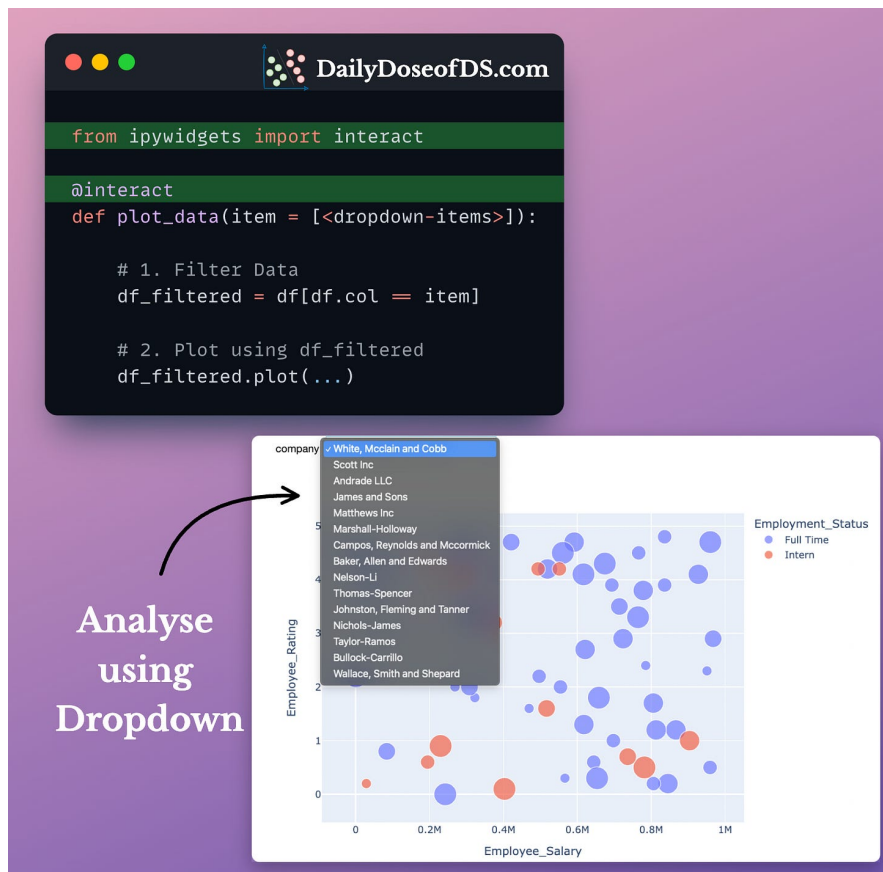 DailyDoseofDS.com
from ipywidgets import interact
@interact
def plot_data(item = [<dropdown-items>]):
# 1. Filter Data
df_filtered = df[df.col == item]
# 2. Plot using df_filtered
df_filtered.plot(...)
Analyse
using
Dropdown
company
✓ White, Mcclain and Cobb
Scott Inc
Andrade LLC
James and Sons
Matthews Inc
Marshall-Holloway
Campos, Reynolds and Mccormick
Baker, Allen and Edwards
Nelson-Li
Thomas-Spencer
Johnston, Fleming and Tanner
Nichols-James
Taylor-Ramos
Bullock-Carrillo
Wallace, Smith and Shepard
Employment_Status
Full Time
Intern
Employee_Rating
5
4
3
2
1
0
0 0.2M 0.4M 0.6M 0.8M 1M
Employee_Salary